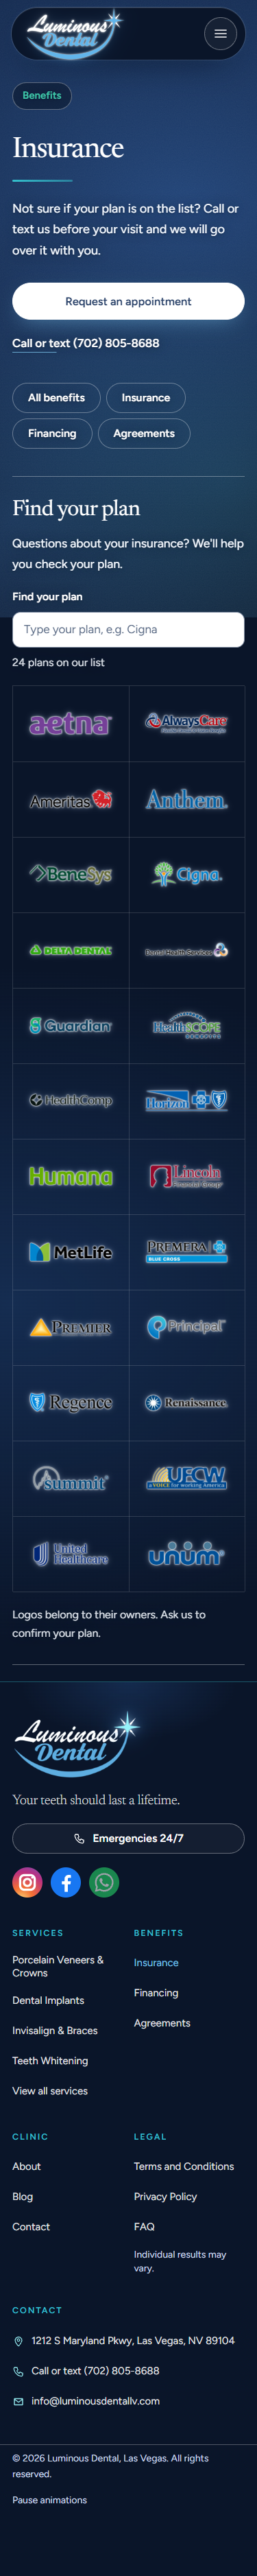 Luminous
Dental
Benefits
Insurance
Not sure if your plan is on the list? Call or
text us before your visit and we will go
over it with you.
Request an appointment
Call or text (702) 805-8688
All benefits
Insurance
Financing
Agreements
Find your plan
Questions about your insurance? We'll help
you check your plan.
Find your plan
Type your plan, e.g. Cigna
24 plans on our list
aetna
AlwaysCare
Ameritas
Anthem
BeneSys
Cigna
DELTA DENTAL
Dental Health Services
Guardian
HealthSCOPE
BENEFITS
HealthComp
Horizon
Humana
Lincoln
Financial Group
MetLife
PREMERA
BLUE CROSS
PREMIER
Principal
Regence
Renaissance
summit
UFCW
a VOICE for working America
United
Healthcare
unum
Logos belong to their owners. Ask us to
confirm your plan.
Luminous
Dental
Your teeth should last a lifetime.
Emergencies 24/7
SERVICES
Porcelain Veneers &
Crowns
Dental Implants
Invisalign & Braces
Teeth Whitening
View all services
BENEFITS
Insurance
Financing
Agreements
CLINIC
About
Blog
Contact
LEGAL
Terms and Conditions
Privacy Policy
FAQ
Individual results may
vary.
CONTACT
1212 S Maryland Pkwy, Las Vegas, NV 89104
Call or text (702) 805-8688
info@luminousdentallv.com
© 2026 Luminous Dental, Las Vegas. All rights
reserved.
Pause animations